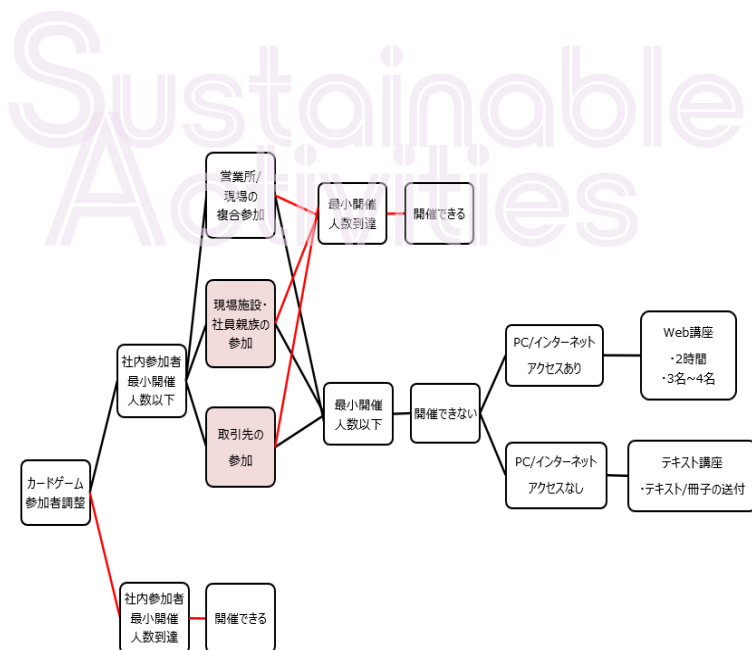 Sustainable
Activities
営業所/
現場の
複合参加
最小開催
人数到達
開催できる
現場施設・
社員親族の
参加
社内参加者
最小開催
人数以下
取引先の
参加
最小開催
人数以下
開催できない
PC/インターネット
アクセスあり
Web講座
・2時間
・3名~4名
PC/インターネット
アクセスなし
テキスト講座
・テキスト/冊子の送付
カードゲーム
参加者調整
社内参加者
最小開催
人数到達
開催できる